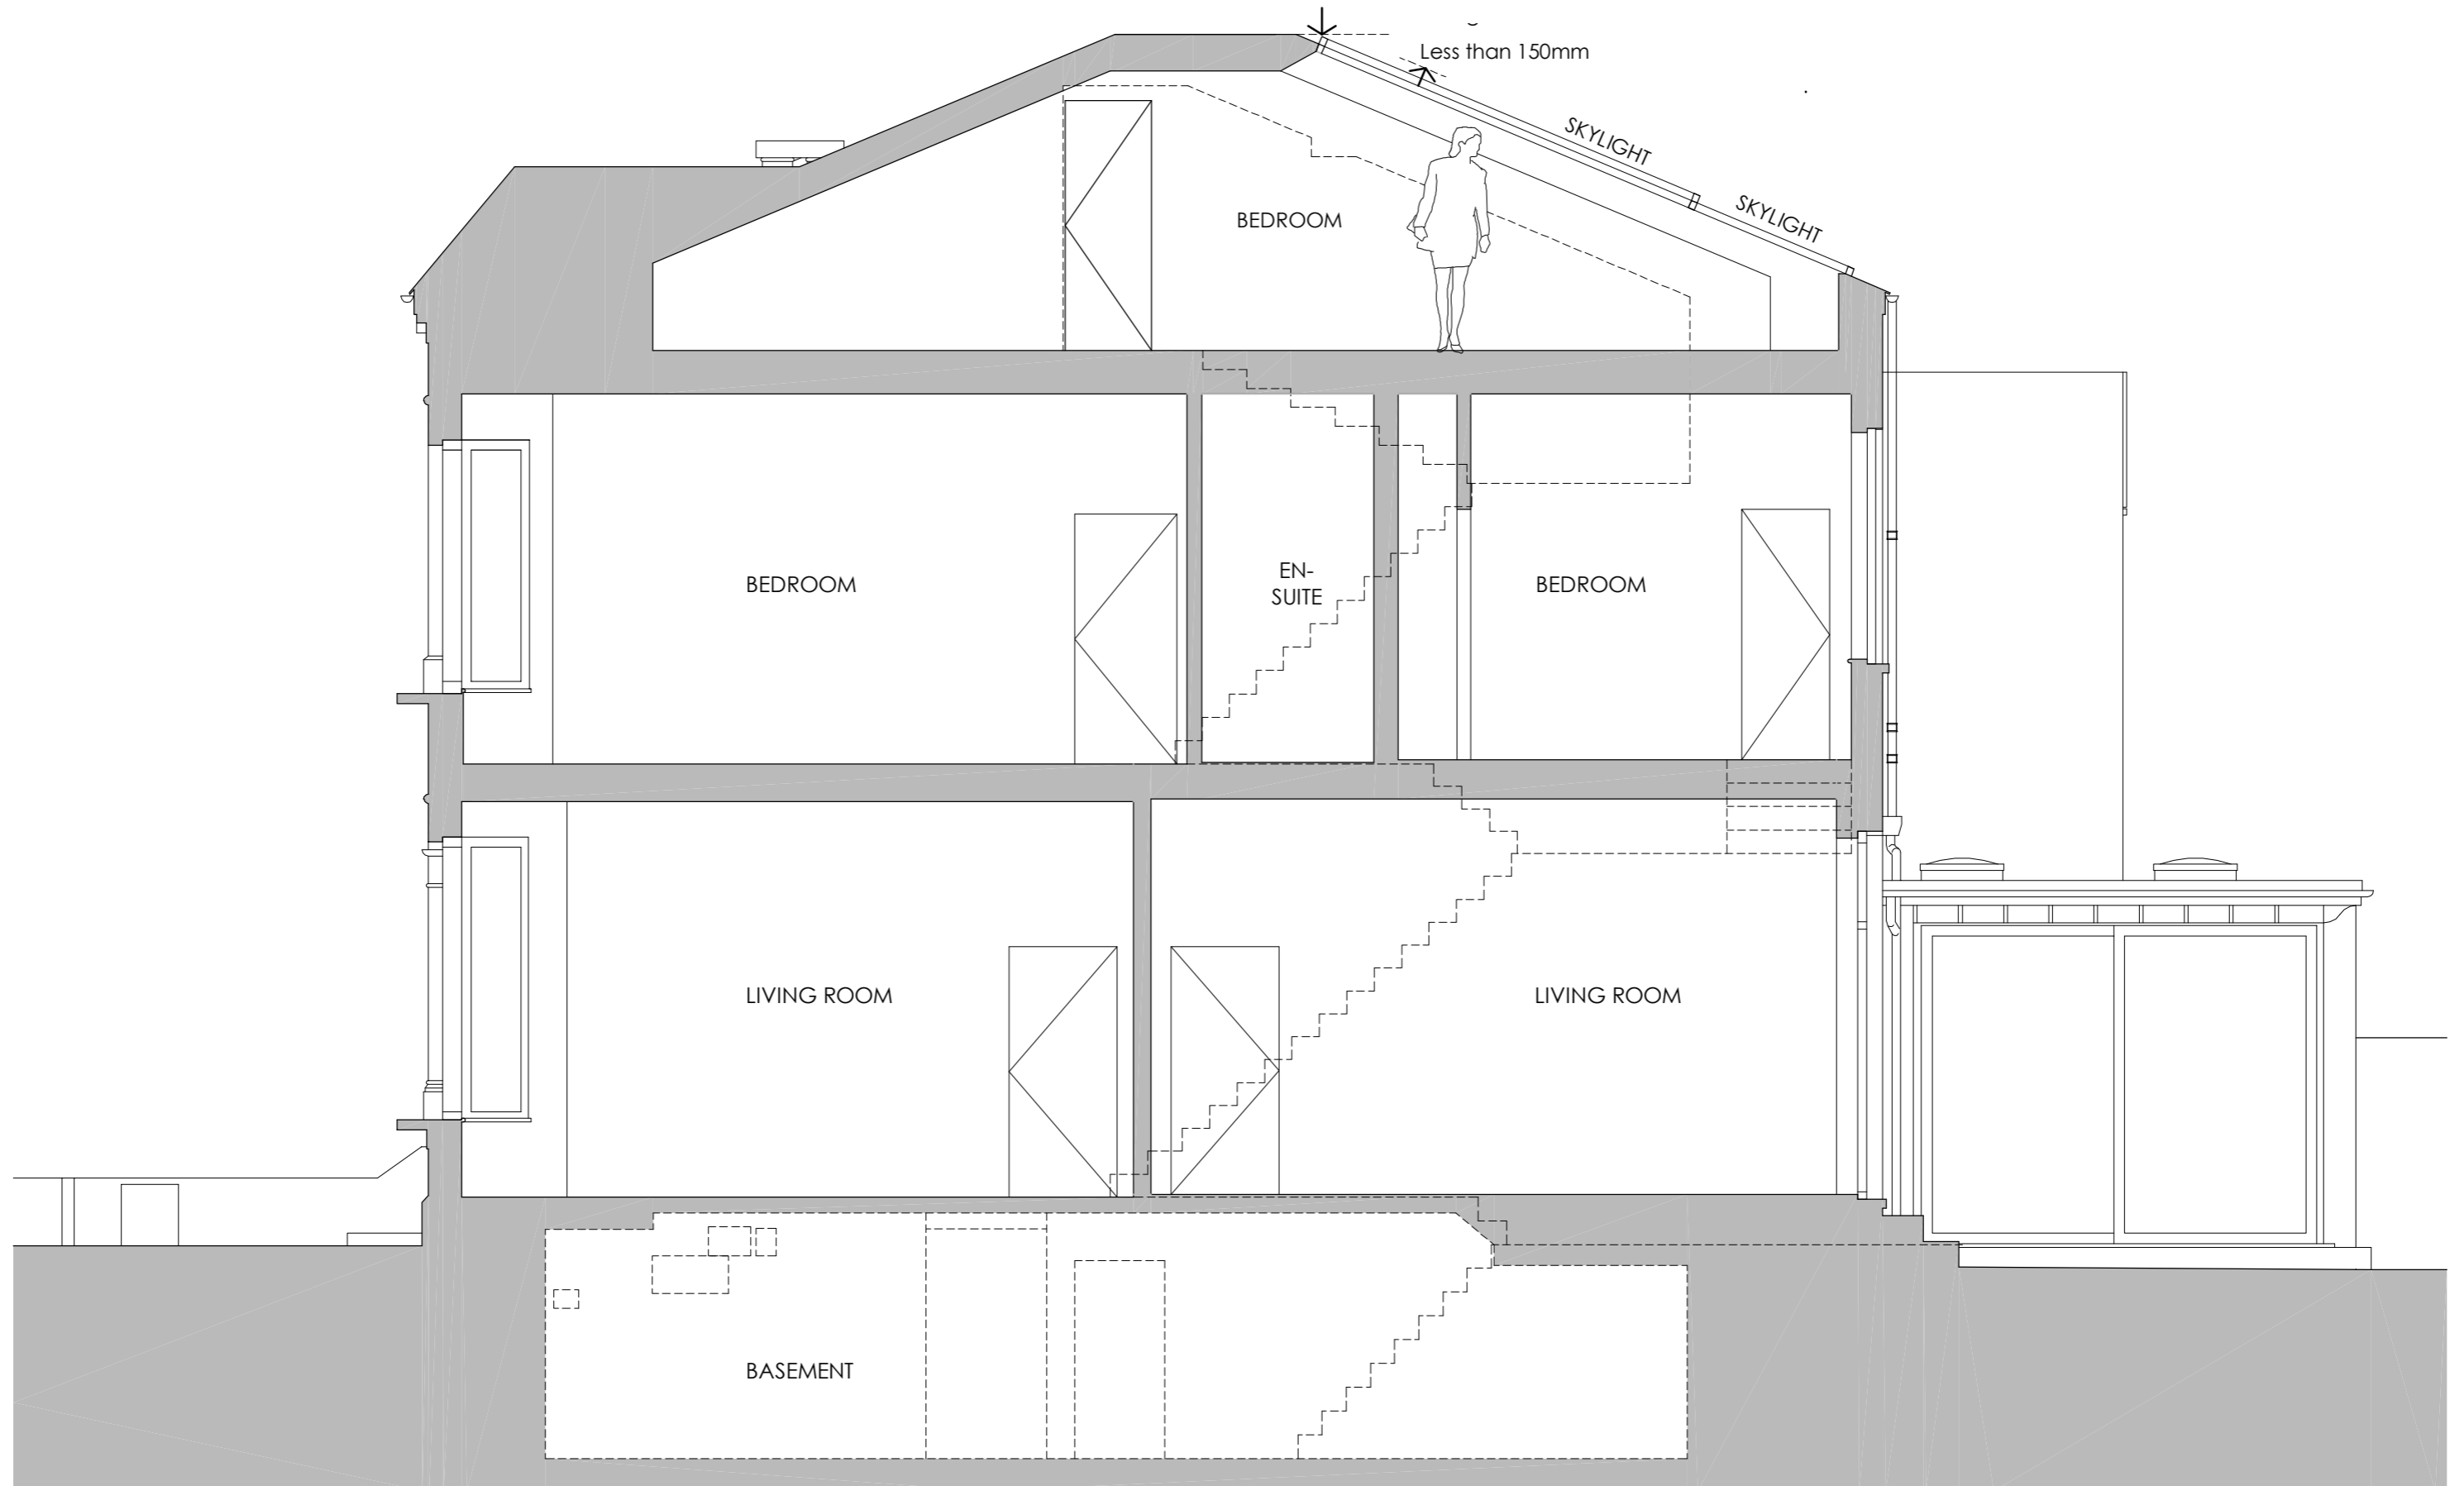 Less than 150mm
SKYLIGHT
SKYLIGHT
BEDROOM
BEDROOM
EN-
SUITE
BEDROOM
LIVING ROOM
LIVING ROOM
BASEMENT